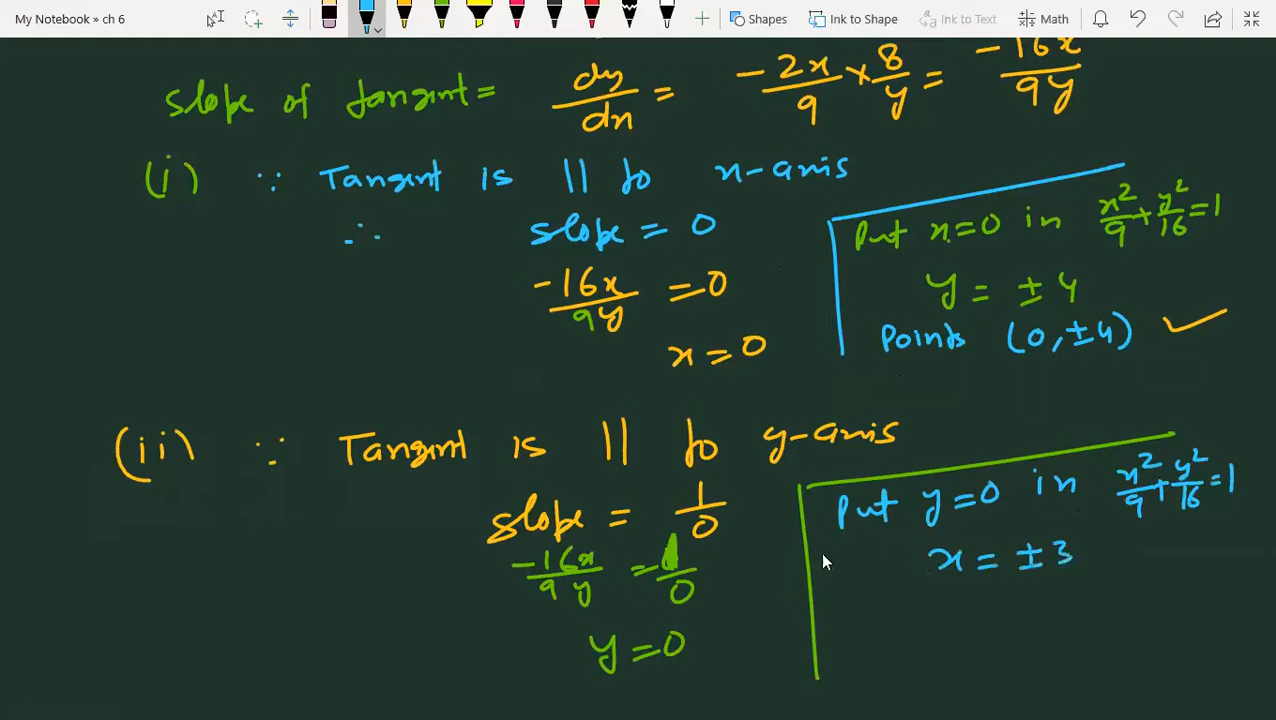 My Notebook » ch 6
Shapes
Ink to Shape
Ink to Text
Math
slope of tangent = dy/dx = -2x/9 × 8/y = -16x/9y
(i) ∵ Tangent is || to x-axis
∴ slope = 0
-16x/9y = 0
x = 0
Put x=0 in x²/9 + y²/16 = 1
y = ± 4
Points (0, ±4) ✓
(ii) ∵ Tangent is || to y-axis
slope = 1/0
-16x/9y = 1/0
y = 0
Put y=0 in x²/9 + y²/16 = 1
x = ± 3